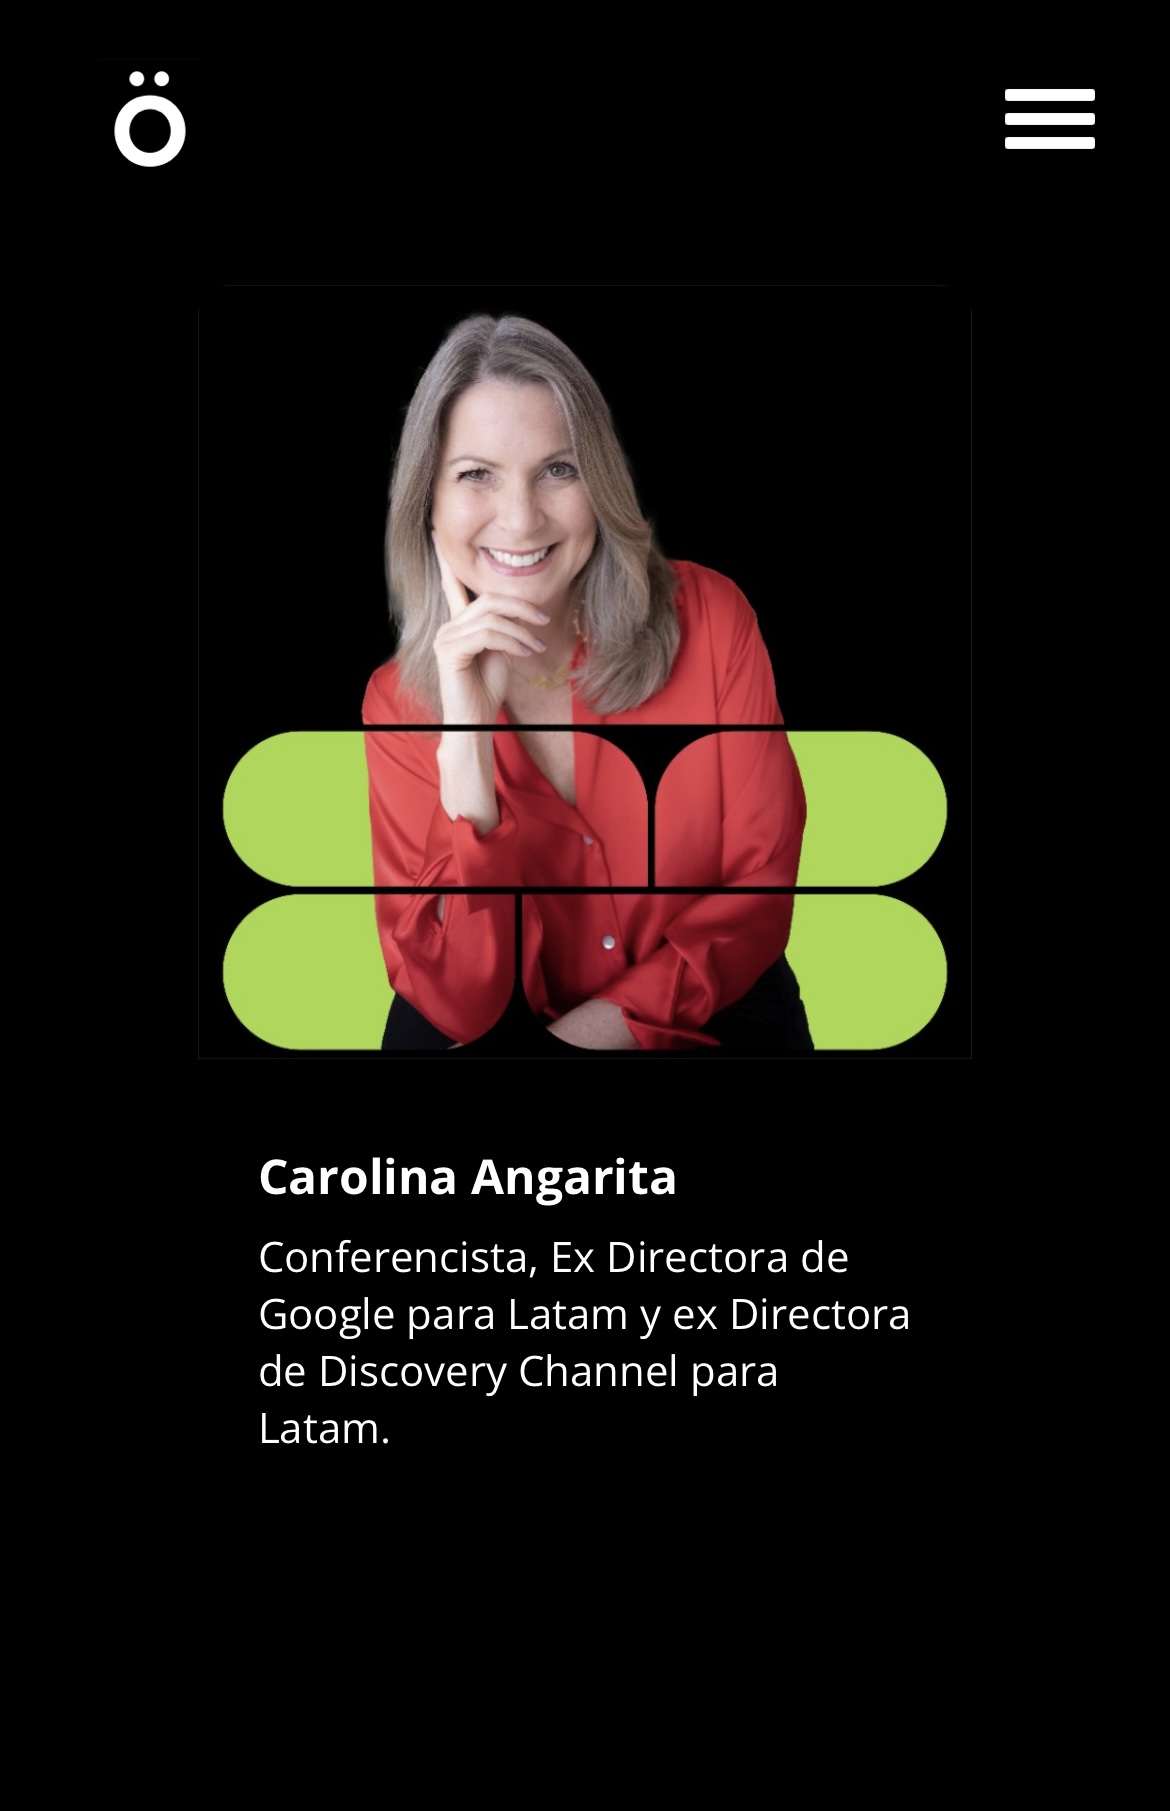 Ö
Carolina Angarita
Conferencista, Ex Directora de
Google para Latam y ex Directora
de Discovery Channel para
Latam.